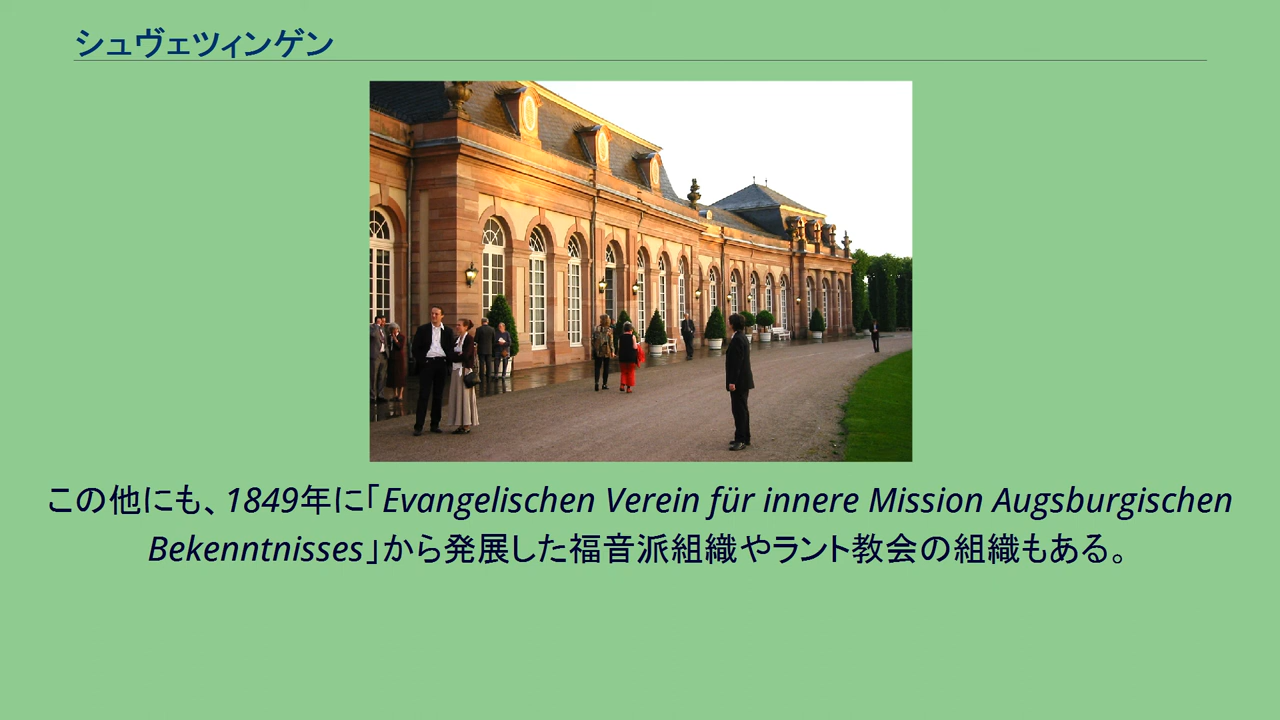 シュヴェツィンゲン
この他にも、1849年に「Evangelischen Verein für innere Mission Augsburgischen
Bekenntnisses」から発展した福音派組織やラント教会の組織もある。